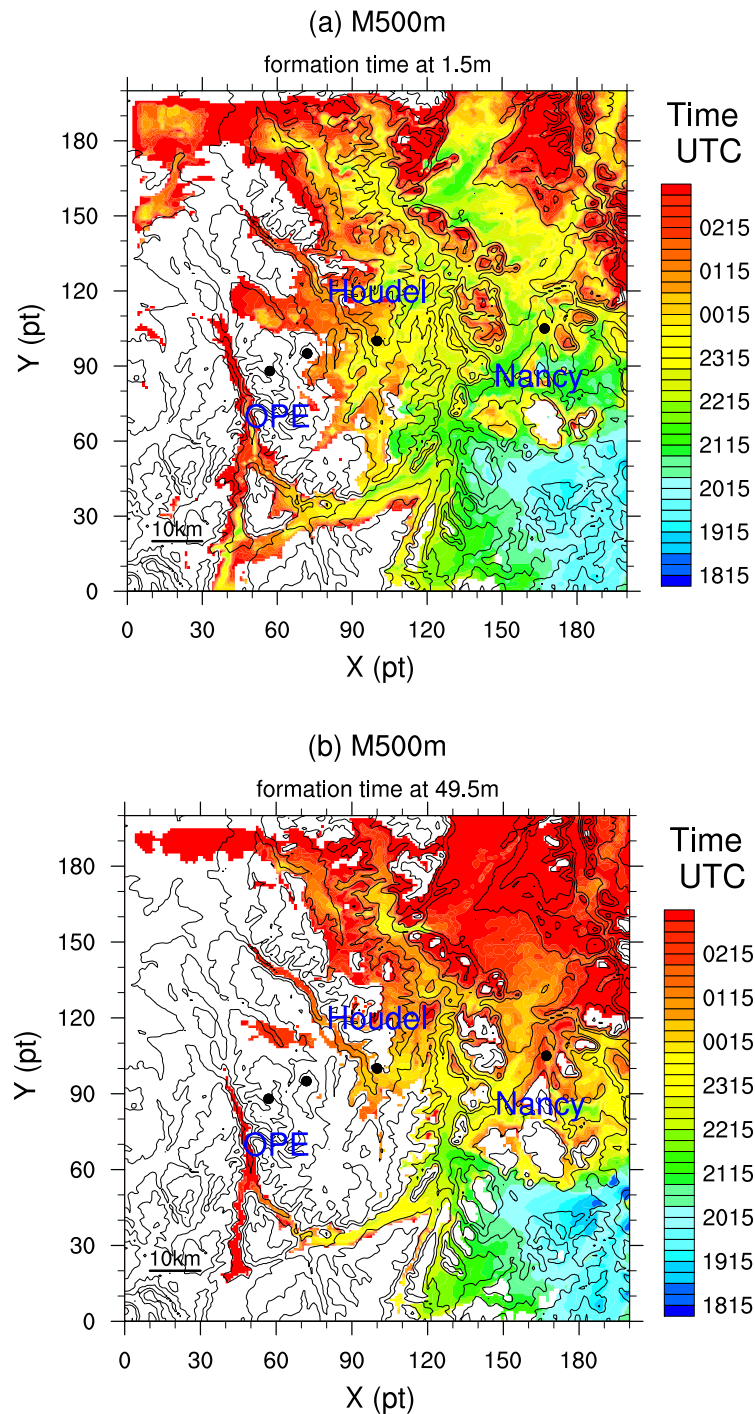 (a) M500m
formation time at 1.5m
Time
UTC
Y (pt)
180
150
120
90
60
30
0
Houdel
Nancy
OPE
10km
0 30 60 90 120 150 180
X (pt)
0215
0115
0015
2315
2215
2115
2015
1915
1815
(b) M500m
formation time at 49.5m
Time
UTC
Y (pt)
180
150
120
90
60
30
0
Houdel
Nancy
OPE
10km
0 30 60 90 120 150 180
X (pt)
0215
0115
0015
2315
2215
2115
2015
1915
1815